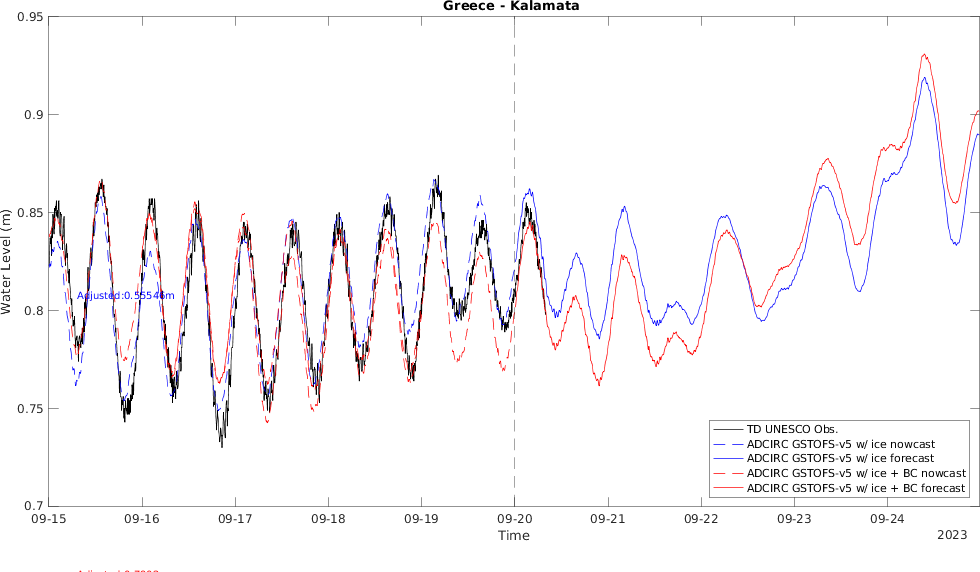 Greece - Kalamata
0.95
0.9
0.85
0.8
0.75
0.7
Water Level (m)
Adjusted:0.55546m
TD UNESCO Obs.
ADCIRC GSTOFS-v5 w/ ice nowcast
ADCIRC GSTOFS-v5 w/ ice forecast
ADCIRC GSTOFS-v5 w/ ice + BC nowcast
ADCIRC GSTOFS-v5 w/ ice + BC forecast
09-15 09-16 09-17 09-18 09-19 09-20 09-21 09-22 09-23 09-24
Time
2023